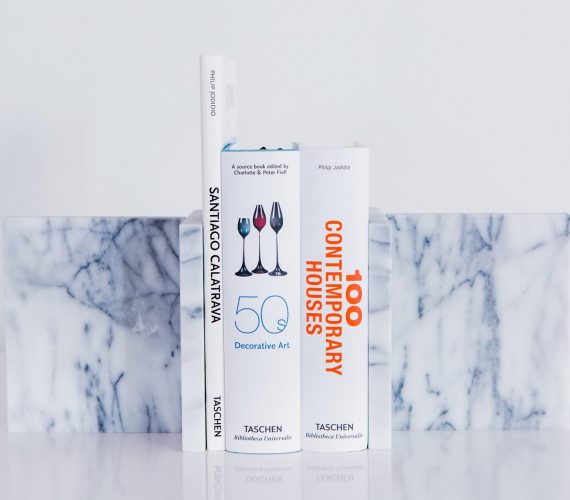 PHILIP JODIDIO
SANTIAGO CALATRAVA
TASCHEN
A source book edited by
Charlotte & Peter Fiell
50s
Decorative Art
TASCHEN
Bibliotheca Universalis
Philip Jodidio
100
CONTEMPORARY
HOUSES
TASCHEN
Bibliotheca Universalis